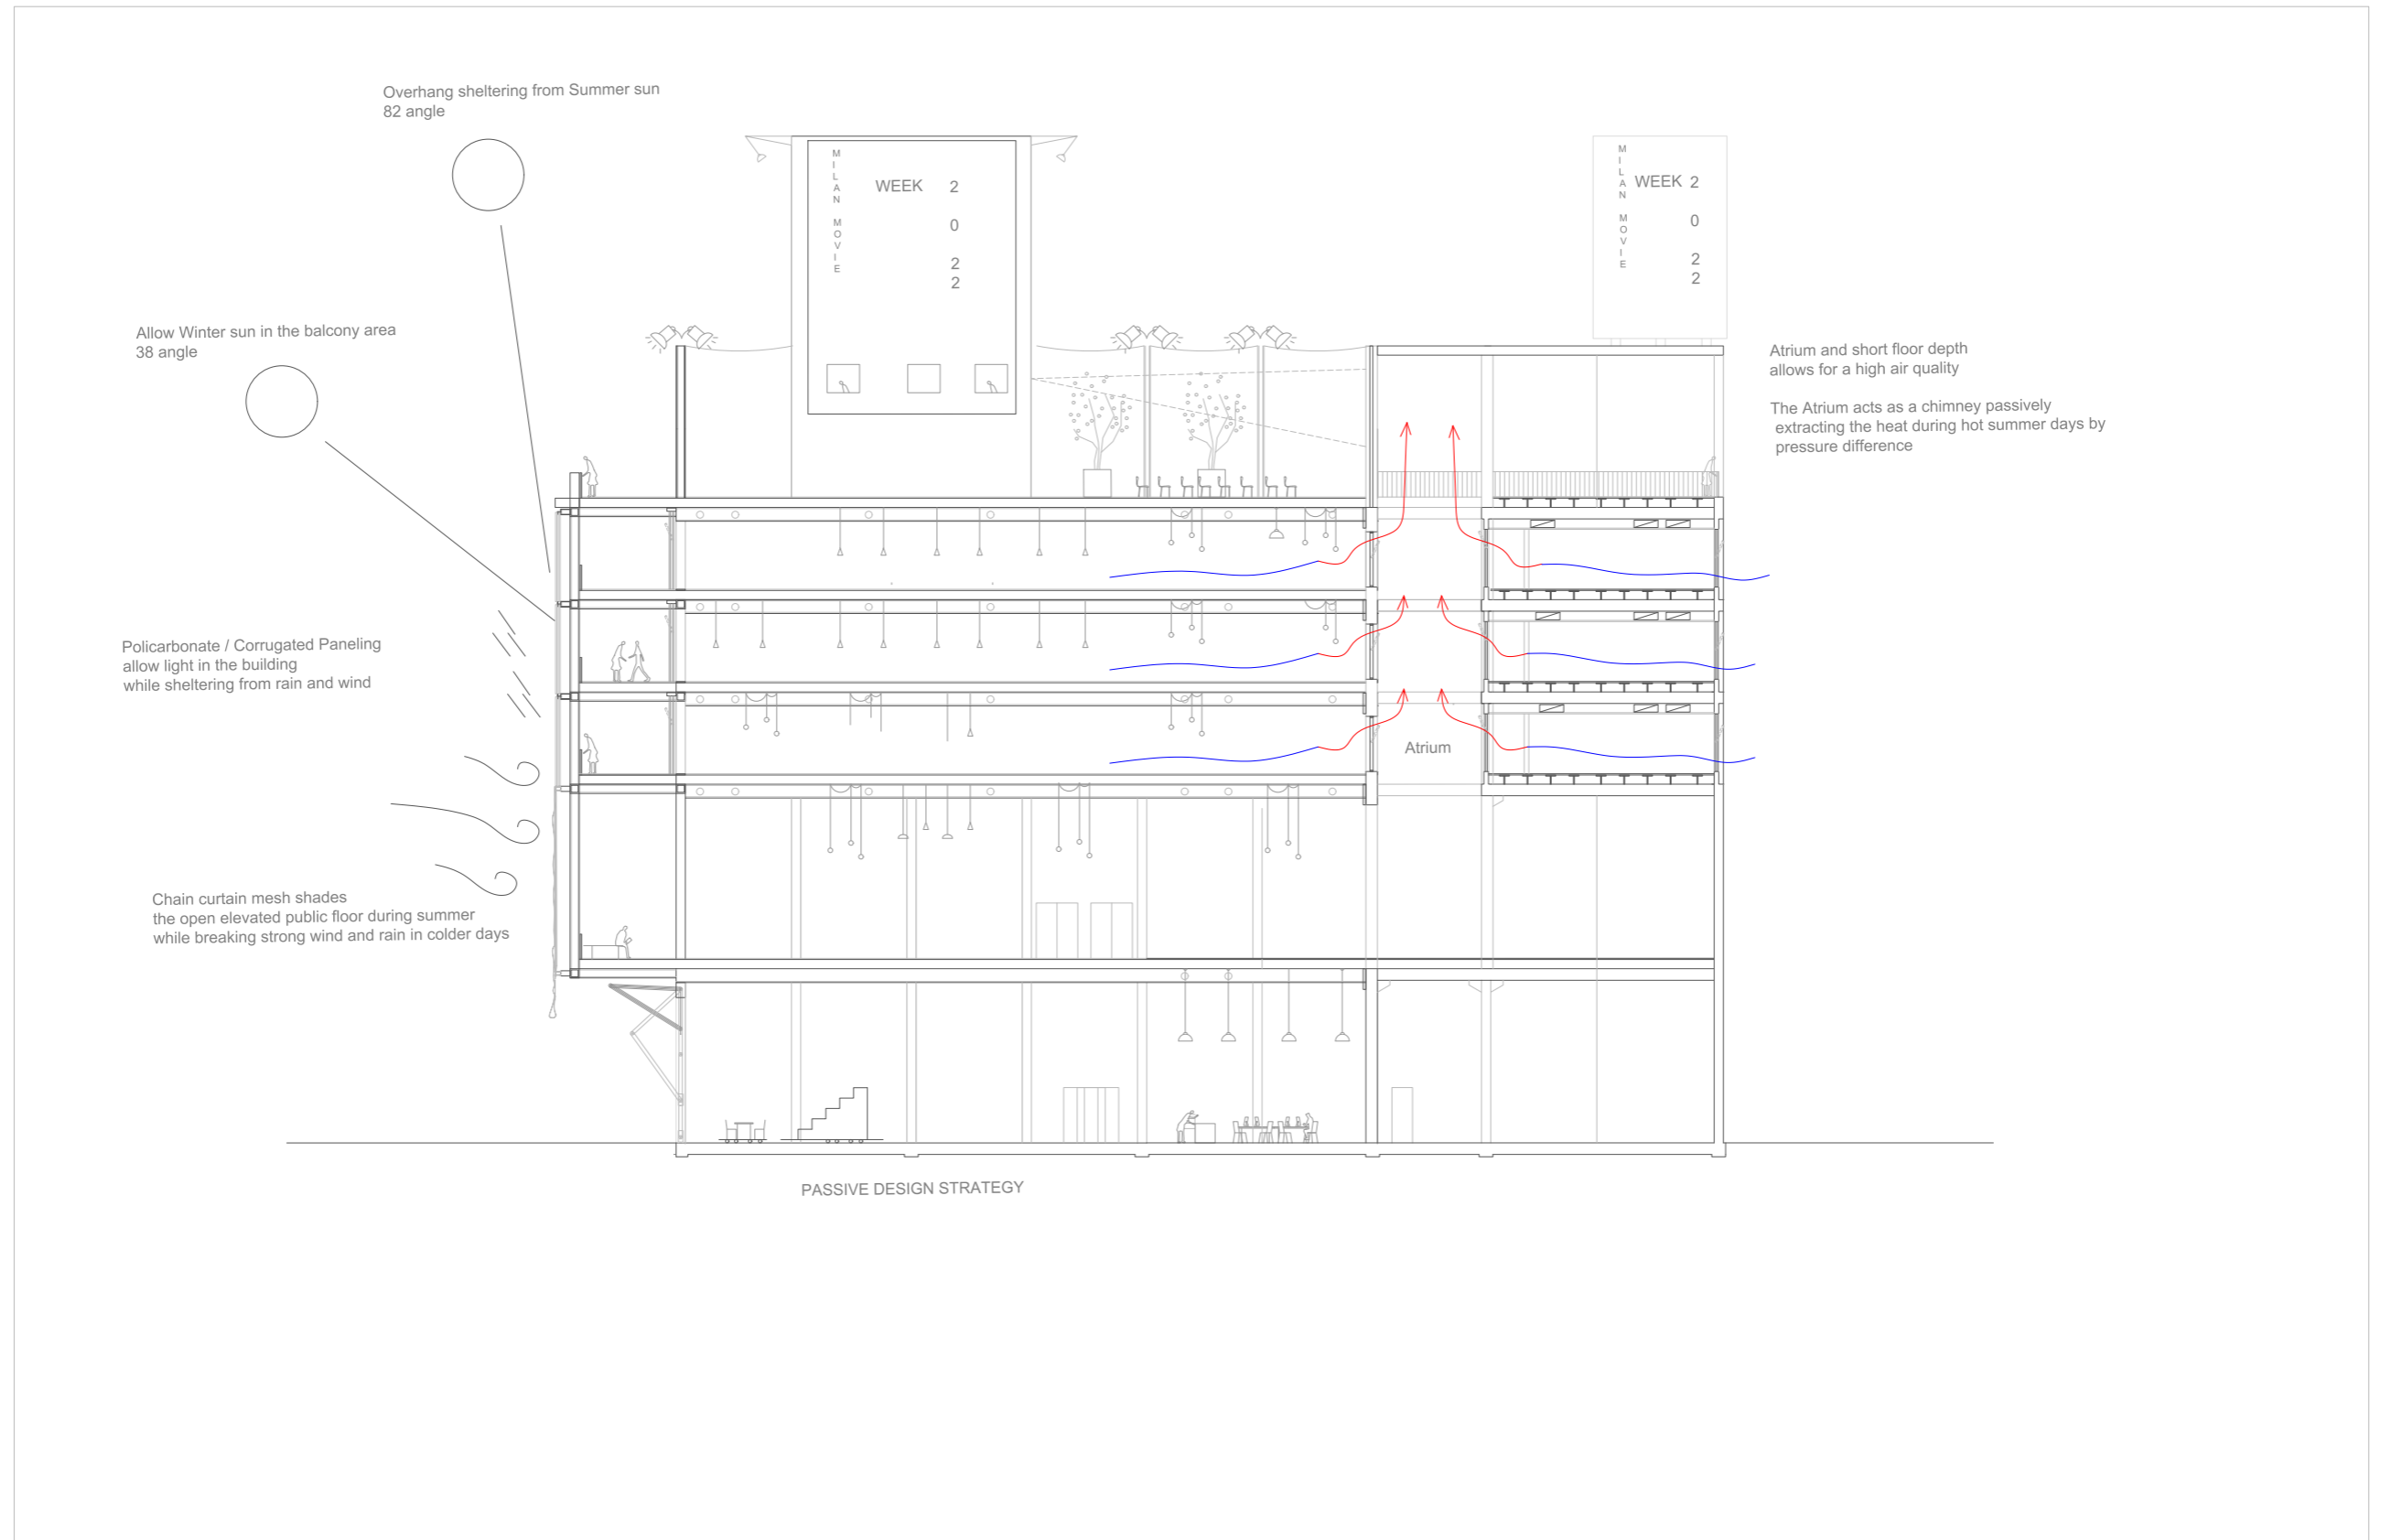 Overhang sheltering from Summer sun
82 angle
MILAN MOVIE
WEEK 2
0
2
2
MILAN MOVIE
WEEK 2
0
2
2
Allow Winter sun in the balcony area
38 angle
Atrium and short floor depth
allows for a high air quality
The Atrium acts as a chimney passively
extracting the heat during hot summer days by
pressure difference
Policarbonate / Corrugated Paneling
allow light in the building
while sheltering from rain and wind
Atrium
Chain curtain mesh shades
the open elevated public floor during summer
while breaking strong wind and rain in colder days
PASSIVE DESIGN STRATEGY